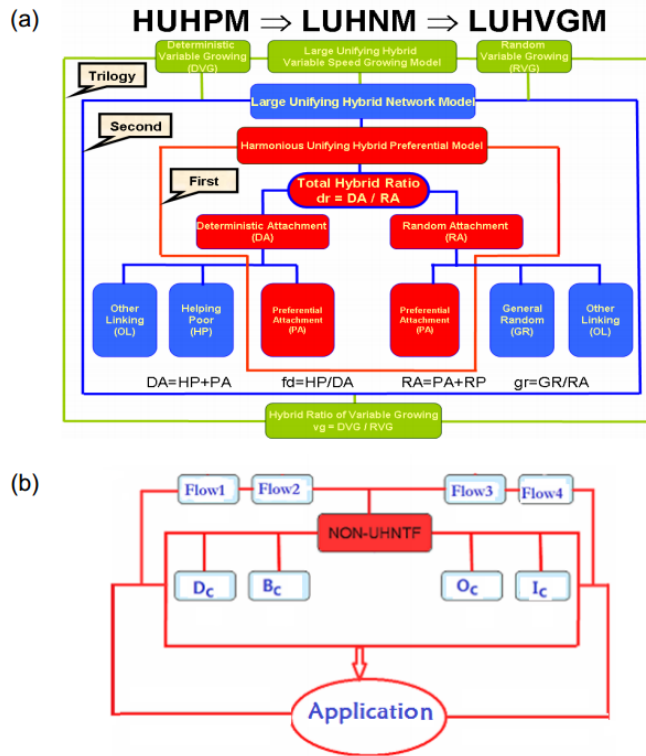 (a)
HUHPM ⇒ LUHNM ⇒ LUHVGM
Deterministic
Variable Growing
(DVG)
Large Unifying Hybrid
Variable Speed Growing Model
Random
Variable Growing
(RVG)
Trilogy
Large Unifying Hybrid Network Model
Second
Harmonious Unifying Hybrid Preferential Model
First
Total Hybrid Ratio
dr = DA / RA
Deterministic Attachment
(DA)
Random Attachment
(RA)
Other
Linking
(OL)
Helping
Poor
(HP)
Preferential
Attachment
(PA)
Preferential
Attachment
(PA)
General
Random
(GR)
Other
Linking
(OL)
DA=HP+PA fd=HP/DA RA=PA+RP gr=GR/RA
Hybrid Ratio of Variable Growing
vg = DVG / RVG
(b)
Flow1 Flow2 Flow3 Flow4
NON-UHNTF
Dc Bc Oc Ic
Application